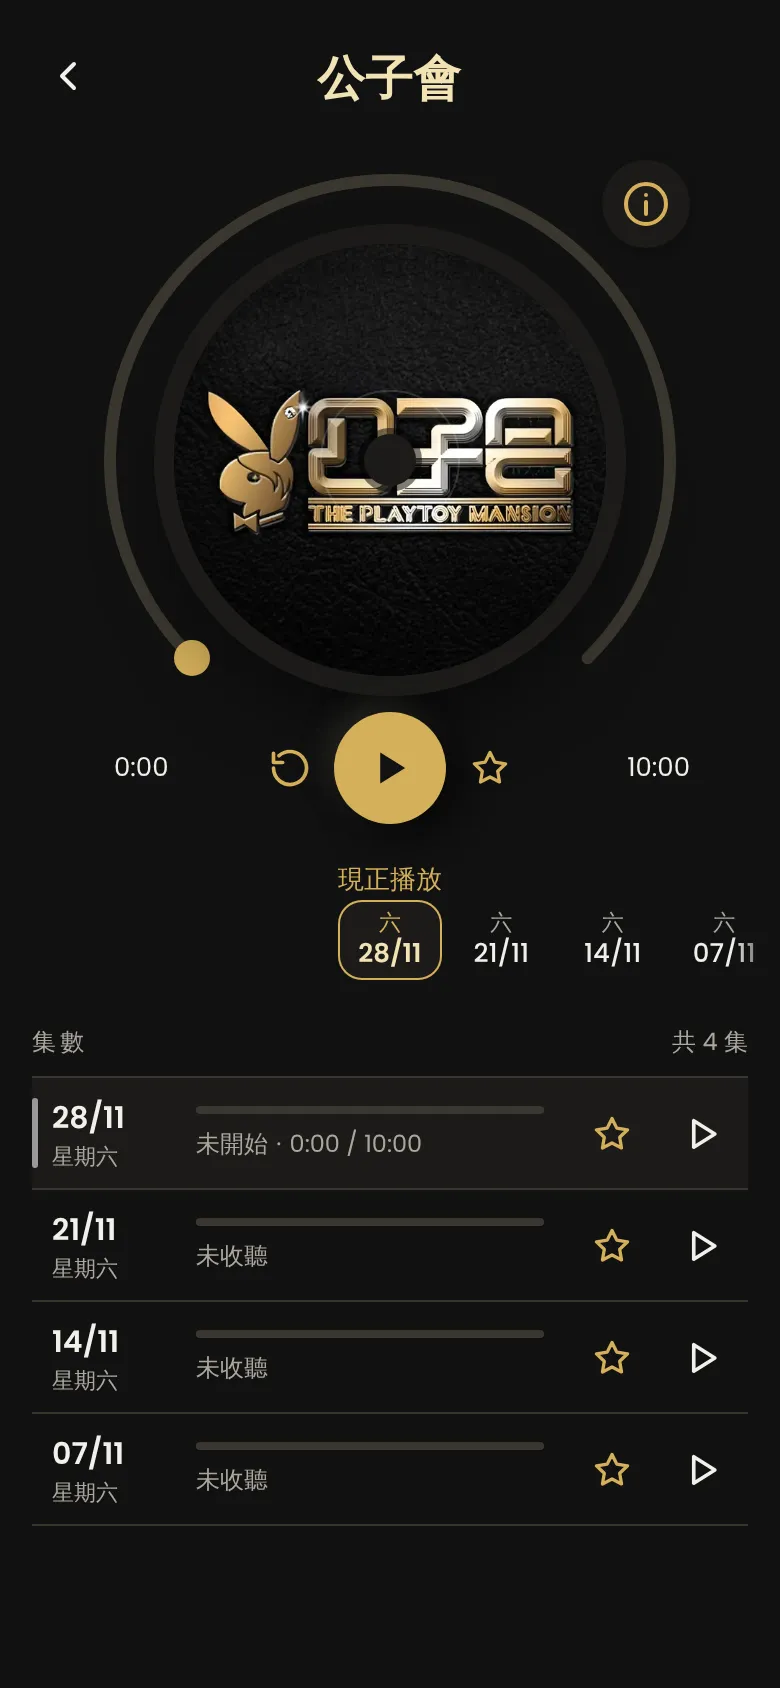 公子會
THE PLAYTOY MANSION
0:00
10:00
現正播放
六 六 六 六
28/11 21/11 14/11 07/11
集數
共 4 集
28/11
星期六
未開始 · 0:00 / 10:00
21/11
星期六
未收聽
14/11
星期六
未收聽
07/11
星期六
未收聽